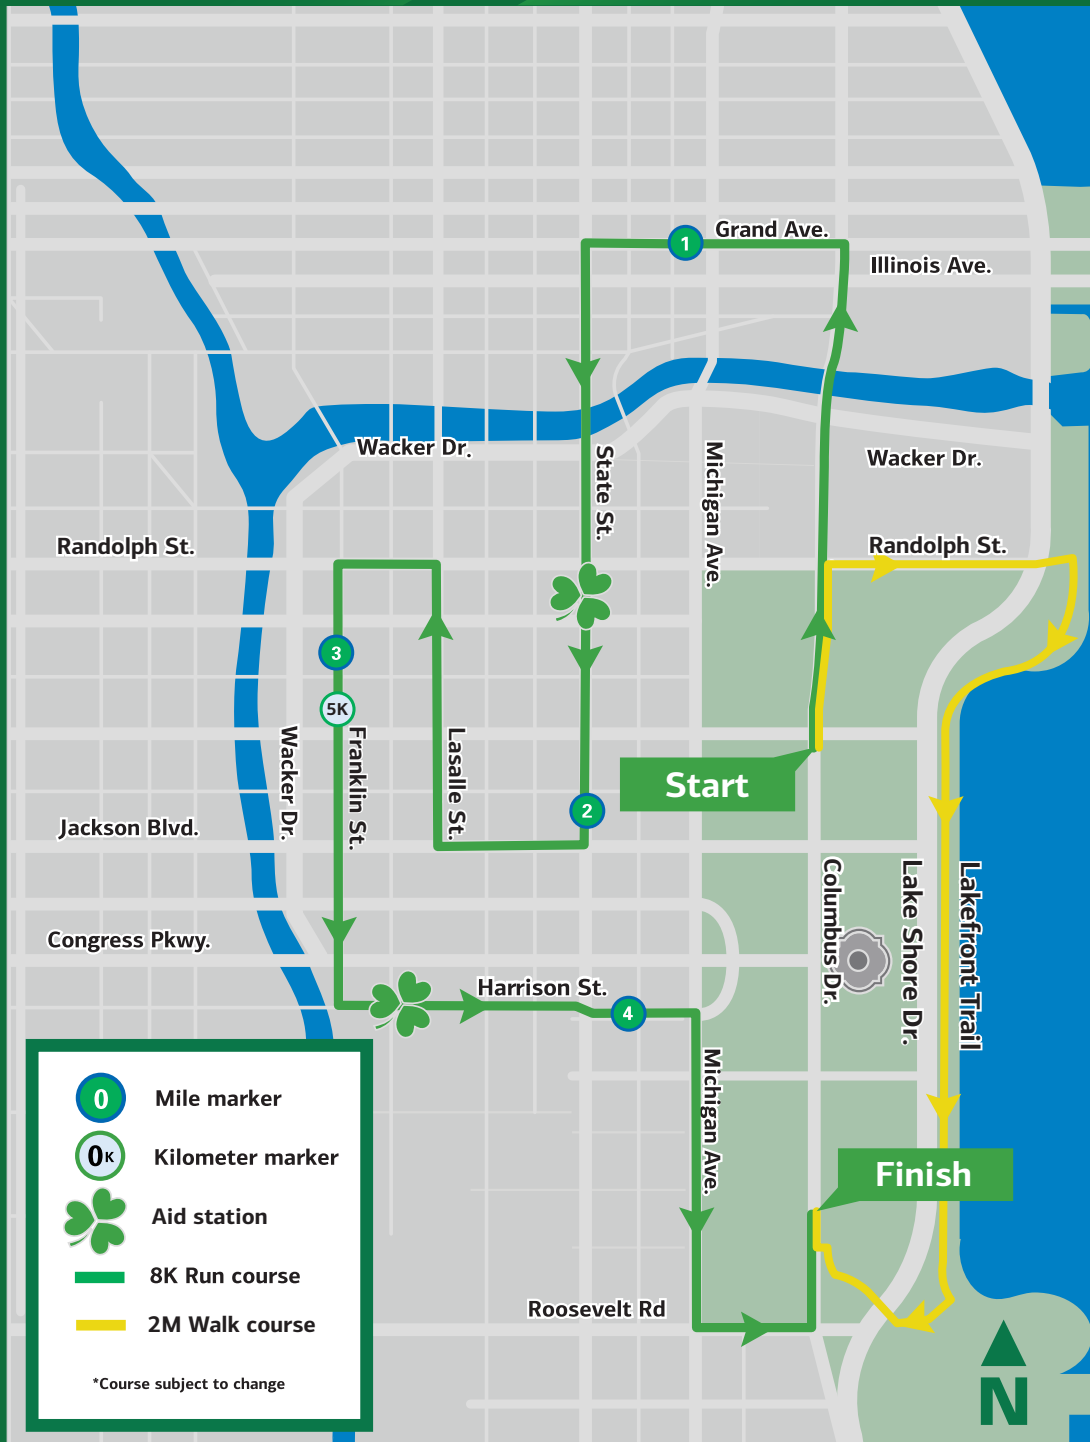 Grand Ave.
1
Illinois Ave.
Wacker Dr.
State St.
Michigan Ave.
Wacker Dr.
Randolph St.
Randolph St.
3
5K
Wacker Dr.
Franklin St.
Lasalle St.
Start
2
Jackson Blvd.
Columbus Dr.
Lake Shore Dr.
Lakefront Trail
Congress Pkwy.
Harrison St.
4
Michigan Ave.
0
Mile marker
0K
Kilometer marker
Finish
Aid station
8K Run course
Roosevelt Rd
2M Walk course
*Course subject to change
N